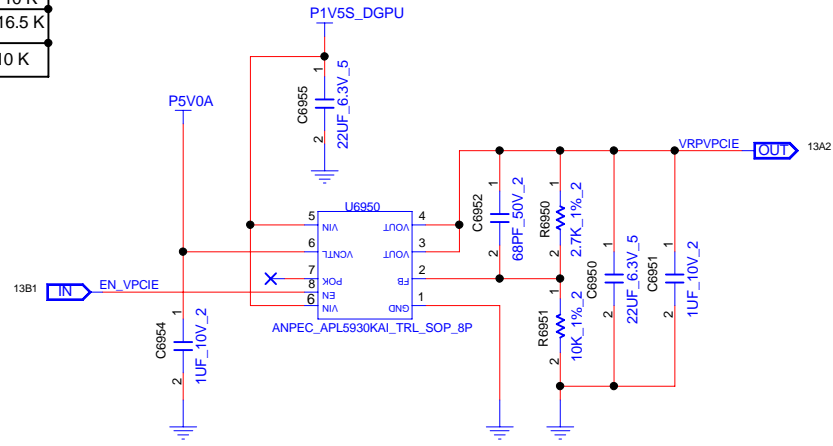 16.5 K
P1V5S_DGPU
1
C6955
22UF_6.3V_5
2
P5V0A
VRPVPCIE
OUT
13A2
U6950
5
VIN
VOUT
4
6
VCNTL
VOUT
3
7
POK
FB
2
8
EN
6
VIN
GND
1
ANPEC_APL5930KAI_TRL_SOP_8P
13B1
IN
EN_VPCIE
1
C6954
1UF_10V_2
2
1
C6952
68PF_50V_2
2
1
R6950
2.7K_1%_2
2
1
R6951
10K_1%_2
2
1
C6950
22UF_6.3V_5
2
1
C6951
1UF_10V_2
2